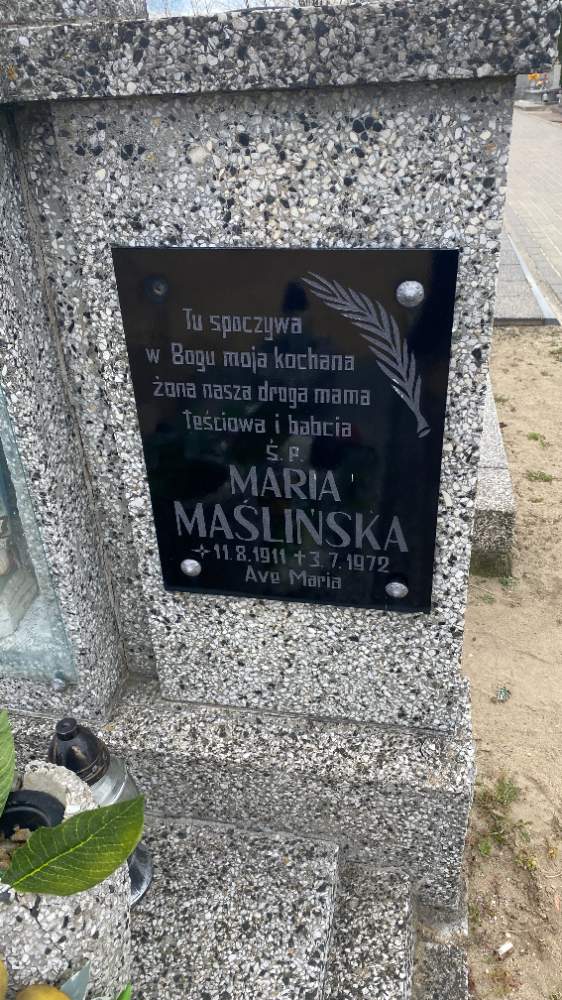 Tu spoczywa
w Bogu moja kochana
żona nasza droga mama
teściowa i babcia
Ś. P.
MARIA
MAŚLIŃSKA
✧ 11.8.1911 ✝ 3.7.1972
Ave Maria